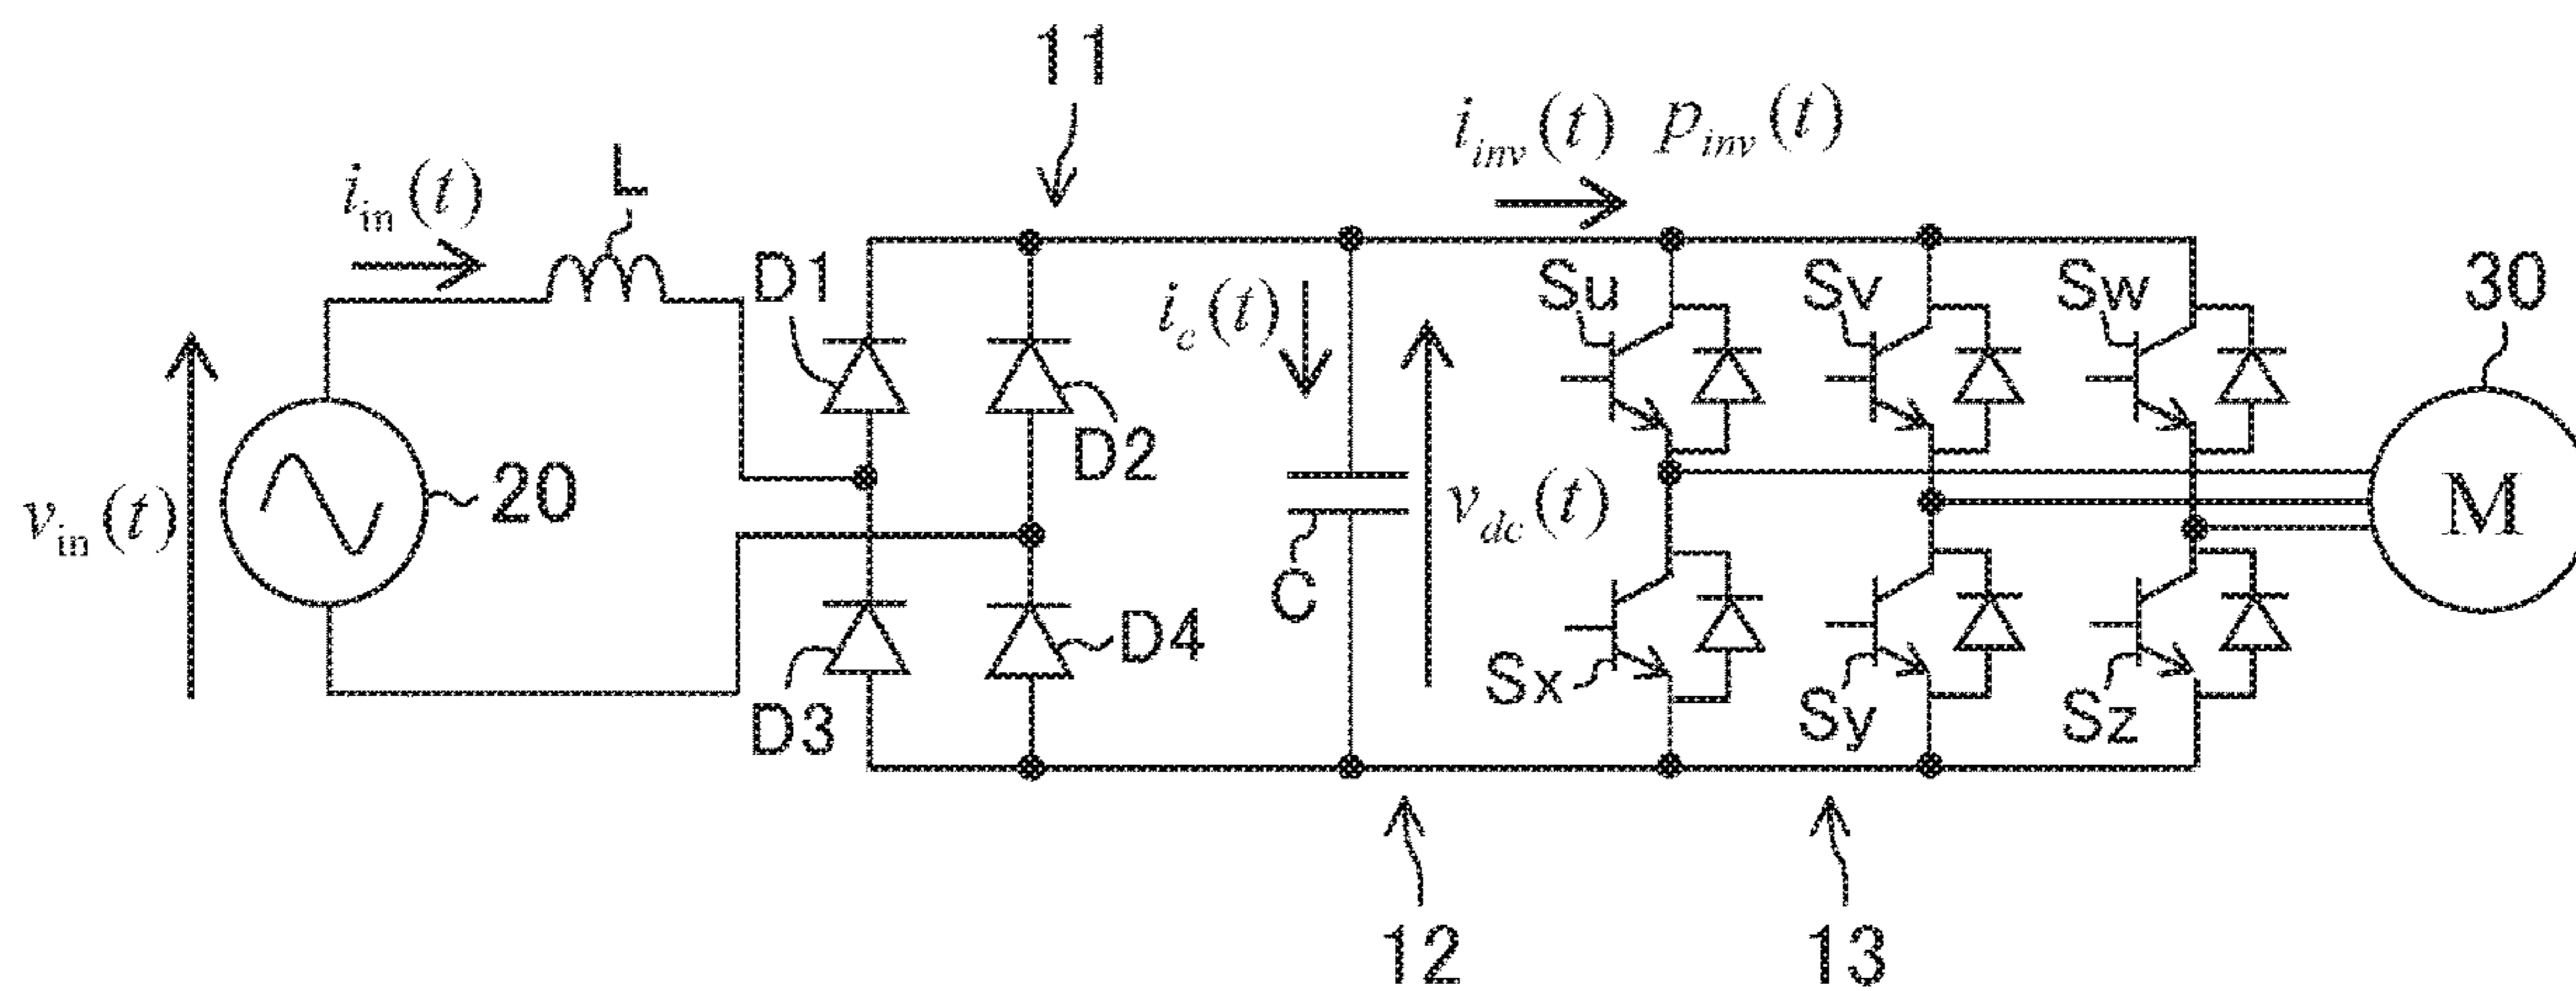 11
i_in(t)
L
i_inv(t) p_inv(t)
D1
i_c(t)
Su
Sv
Sw
30
D2
20
v_in(t)
v_dc(t)
M
C
D4
Sx
D3
Sy
Sz
12
13